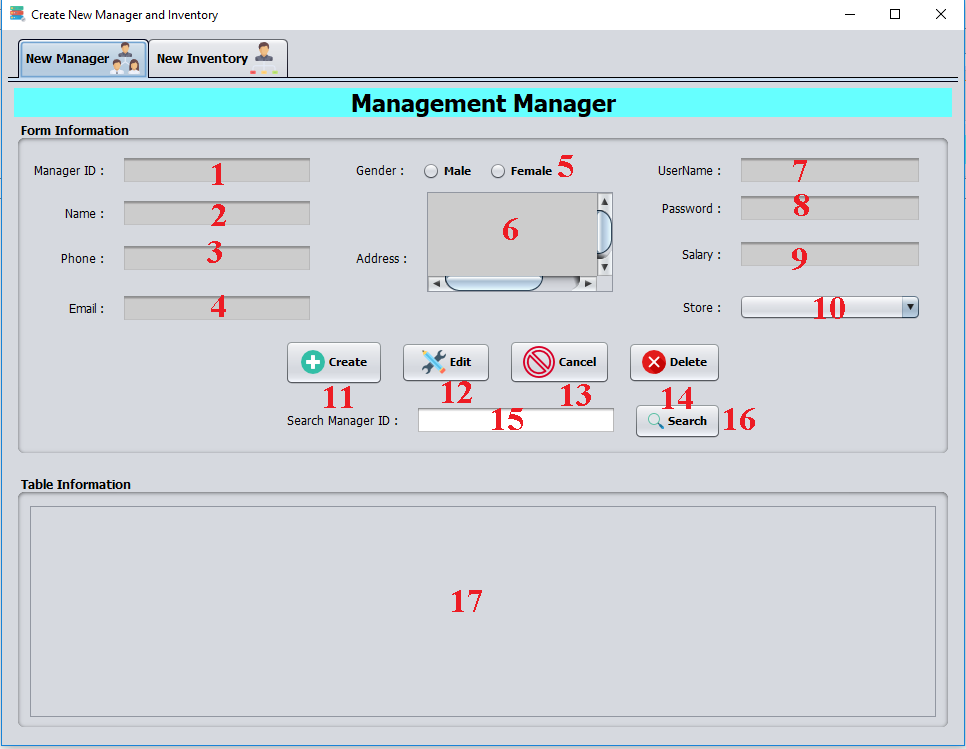 Create New Manager and Inventory
New Manager New Inventory
Management Manager
Form Information
Manager ID : 1 Gender : Male Female 5 UserName : 7
Name : 2 6 Password : 8
Phone : 3 Address : Salary : 9
Email : 4 Store : 10
Create Edit Cancel Delete
11 12 13 14
Search Manager ID : 15 Search 16
Table Information
17